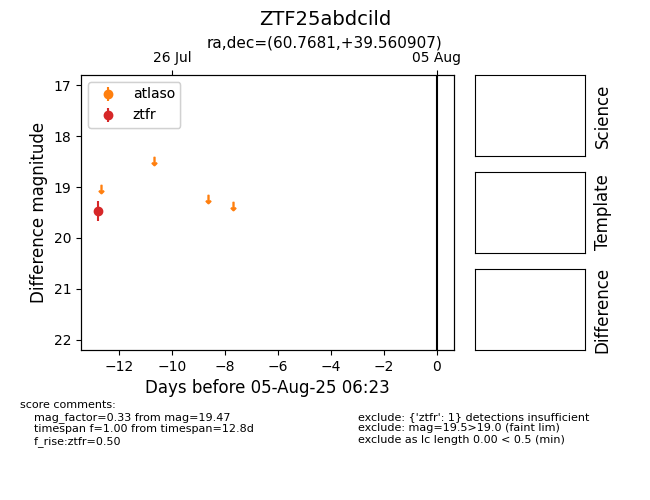 ZTF25abdcild
ra,dec=(60.7681,+39.560907)
26 Jul
05 Aug
17
18
19
20
21
22
Difference magnitude
atlaso
ztfr
−12
−10
−8
−6
−4
−2
0
Days before 05-Aug-25 06:23
Science
Template
Difference
score comments:
mag_factor=0.33 from mag=19.47
timespan f=1.00 from timespan=12.8d
f_rise:ztfr=0.50
exclude: {'ztfr': 1} detections insufficient
exclude: mag=19.5>19.0 (faint lim)
exclude as lc length 0.00 < 0.5 (min)